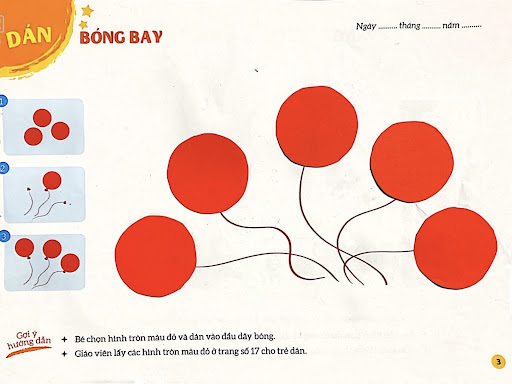 DÁN
BÓNG BAY
Ngày ......... tháng ......... năm ..........
1
2
3
Gợi ý
hướng dẫn
+ Bé chọn hình tròn màu đỏ và dán vào đầu dây bóng.
+ Giáo viên lấy các hình tròn màu đỏ ở trang số 17 cho trẻ dán.
3